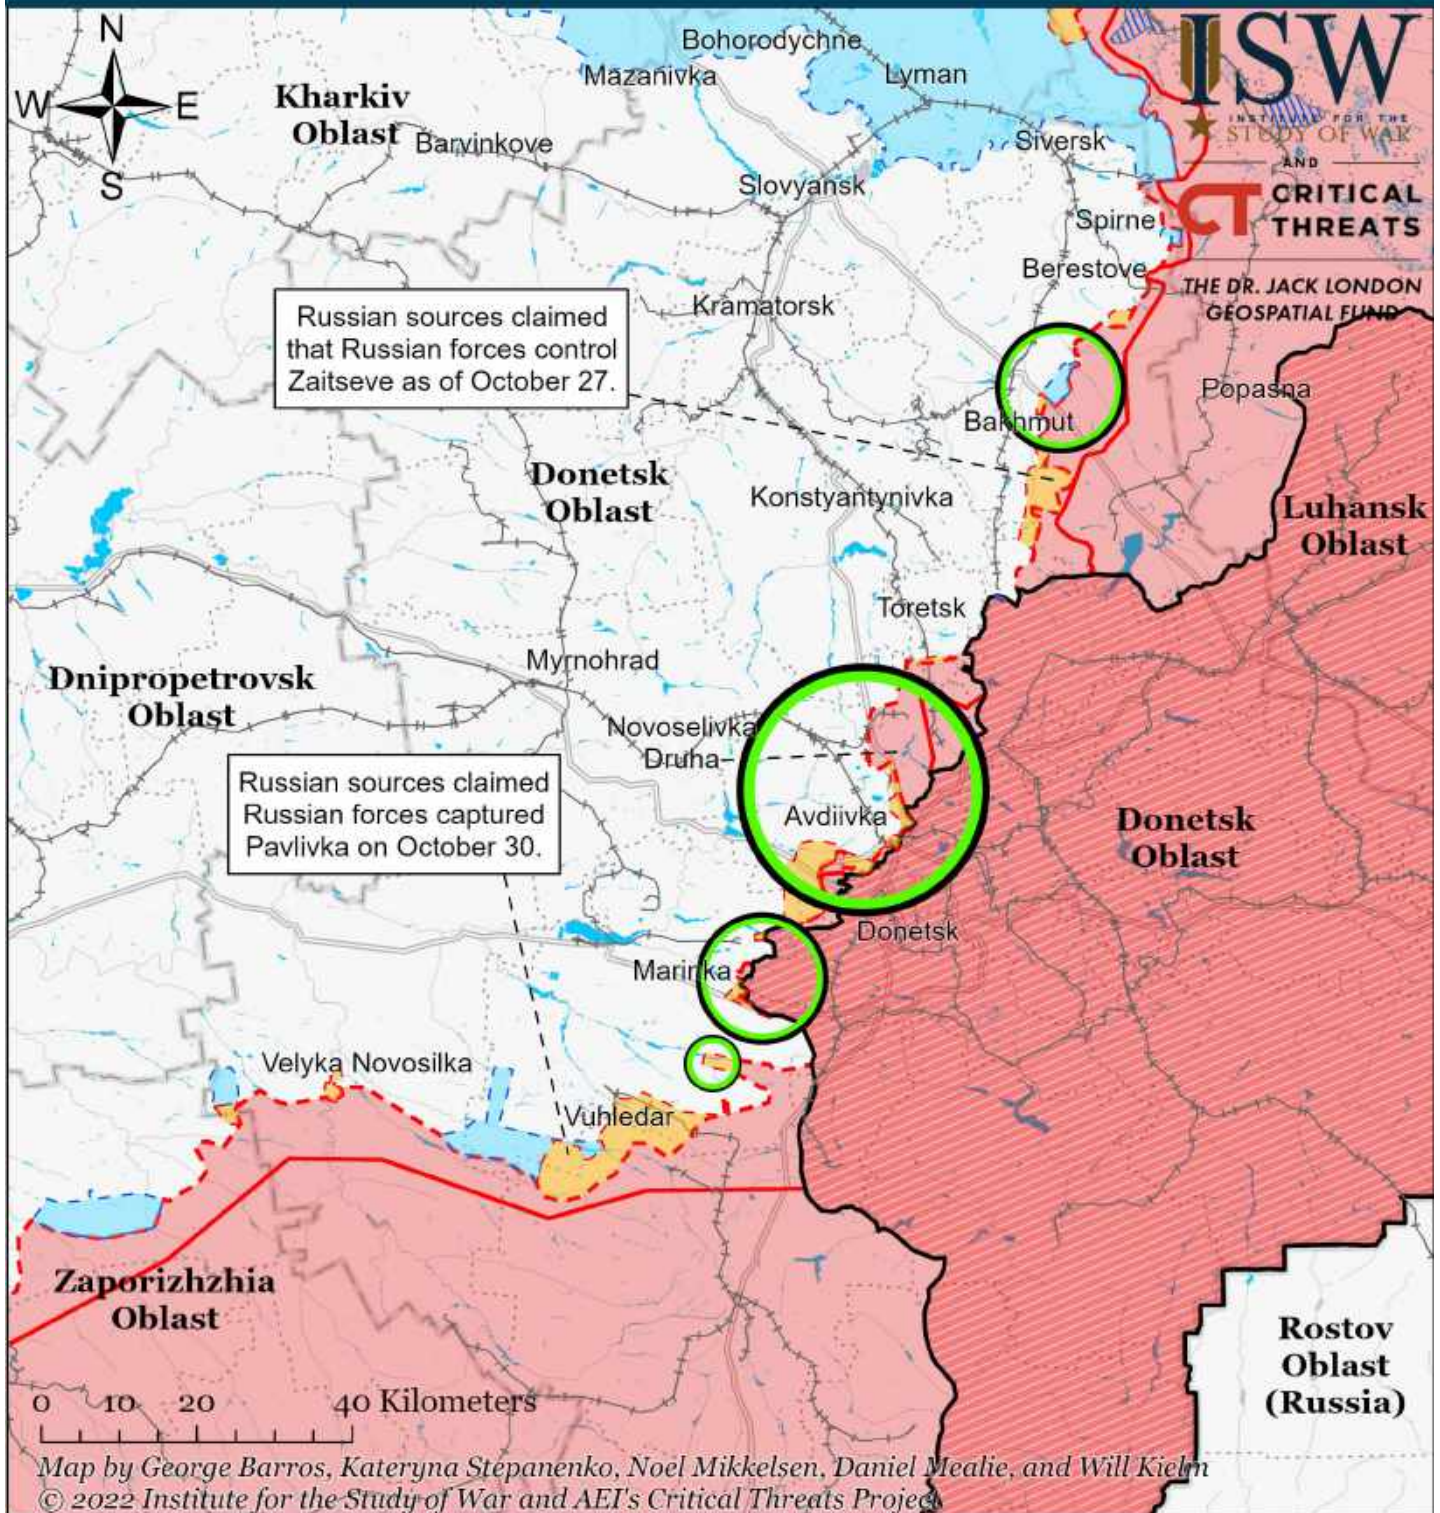 N
W
E
S
Kharkiv
Oblast
Bohorodychne
Mazanivka
Lyman
ISW
INSTITUTE FOR THE
STUDY OF WAR
AND
CT CRITICAL
THREATS
THE DR. JACK LONDON
GEOSPATIAL FUND
Barvinkove
Siversk
Slovyansk
Spirne
Berestove
Kramatorsk
Russian sources claimed
that Russian forces control
Zaitseve as of October 27.
Popasna
Bakhmut
Donetsk
Oblast
Konstyantynivka
Luhansk
Oblast
Toretsk
Myrnohrad
Dnipropetrovsk
Oblast
Novoselivka
Druha
Russian sources claimed
Russian forces captured
Pavlivka on October 30.
Avdiivka
Donetsk
Oblast
Donetsk
Marinka
Velyka Novosilka
Vuhledar
Zaporizhzhia
Oblast
Rostov
Oblast
(Russia)
0 10 20 40 Kilometers
Map by George Barros, Kateryna Stepanenko, Noel Mikkelsen, Daniel Mealie, and Will Kielm
© 2022 Institute for the Study of War and AEI's Critical Threats Project